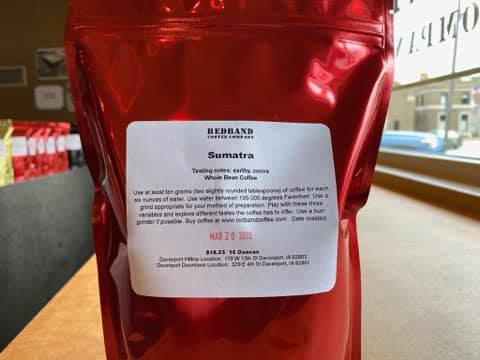 REDBAND
COFFEE COMPANY
Sumatra
Tasting notes: earthy, cocoa
Whole Bean Coffee
Use at least ten grams (two slightly rounded tablespoons) of coffee for each
six ounces of water. Use water between 195-205 degrees Farenheit. Use a
grind appropriate for your method of preparation. Play with these three
variables and explore different tastes the coffee has to offer. Use a burr
grinder if possible. Buy coffee at www.redbandcoffee.com. Date roasted:
MAR 20 2020
16 Ounces
Davenport Hilltop Location: 110 W 13th St Davenport, IA 52803
Davenport Downtown Location: 329 E 4th St Davenport, IA 52801
OMPAN